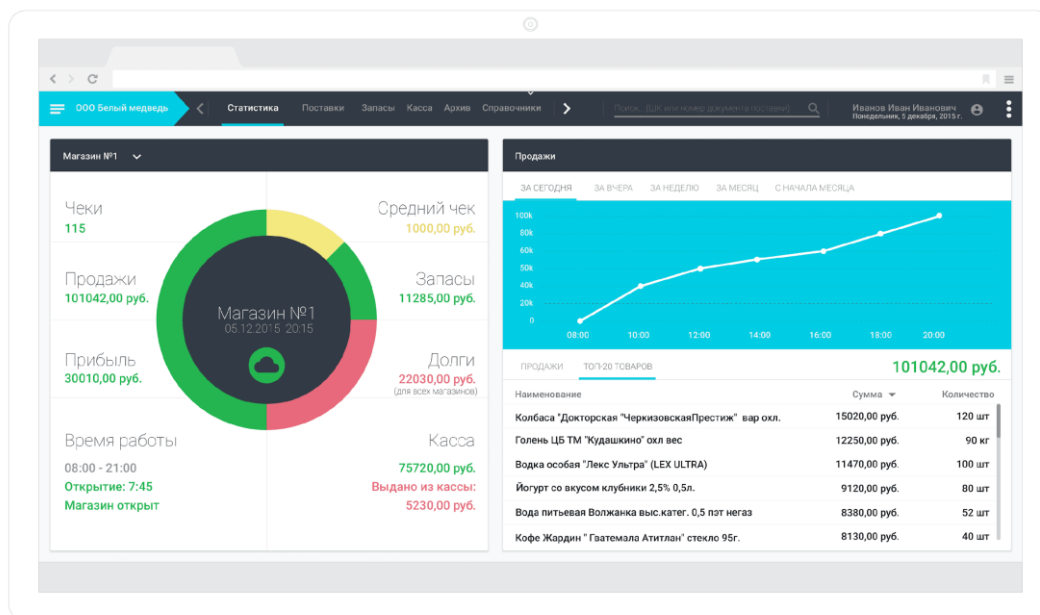 ООО Белый медведь
Статистика Поставки Запасы Касса Архив Справочники
Поиск.. (ШК или номер документа поставки)
Иванов Иван Иванович
Понедельник, 5 декабря, 2015 г.
Магазин №1
Чеки
115
Средний чек
1000,00 руб.
Продажи
101042,00 руб.
Запасы
11285,00 руб.
Магазин №1
05.12.2015 20:15
Прибыль
30010,00 руб.
Долги
22030,00 руб.
(для всех магазинов)
Время работы
08:00 - 21:00
Открытие: 7:45
Магазин открыт
Касса
75720,00 руб.
Выдано из кассы:
5230,00 руб.
Продажи
ЗА СЕГОДНЯ ЗА ВЧЕРА ЗА НЕДЕЛЮ ЗА МЕСЯЦ С НАЧАЛА МЕСЯЦА
100k
80k
60k
50k
40k
20k
0
08:00 10:00 12:00 14:00 16:00 18:00 20:00
ПРОДАЖИ ТОП-20 ТОВАРОВ 101042,00 руб.
Наименование Сумма Количество
Колбаса "Докторская "ЧеркизовскаяПрестиж" вар охл. 15020,00 руб. 120 шт
Голень ЦБ ТМ "Кудашкино" охл вес 12250,00 руб. 90 кг
Водка особая "Лекс Ультра" (LEX ULTRA) 11470,00 руб. 100 шт
Йогурт со вкусом клубники 2,5% 0,5л. 9120,00 руб. 80 шт
Вода питьевая Волжанка выс.катег. 0,5 пэт негаз 8380,00 руб. 52 шт
Кофе Жардин " Гватемала Атитлан" стекло 95г. 8130,00 руб. 40 шт